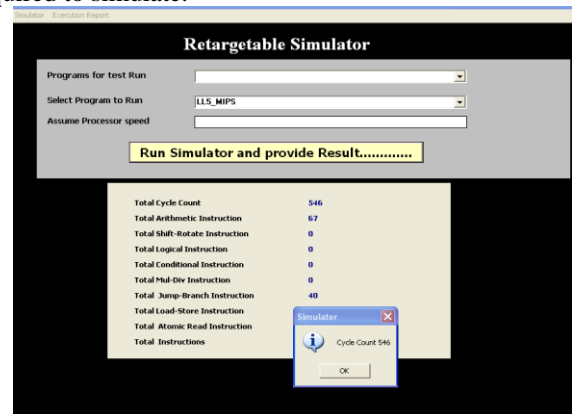 quired to simulate.
Simulator Execution Report
Retargetable Simulator
Programs for test Run
Select Program to Run LL5_MIPS
Assume Processor speed
Run Simulator and provide Result.............
Total Cycle Count 546
Total Arithmetic Instruction 67
Total Shift-Rotate Instruction 0
Total Logical Instruction 0
Total Conditional Instruction 0
Total Mul-Div Instruction 0
Total Jump-Branch Instruction 40
Total Load-Store Instruction
Total Atomic Read Instruction
Total Instructions
Simulator
Cycle Count 546
OK